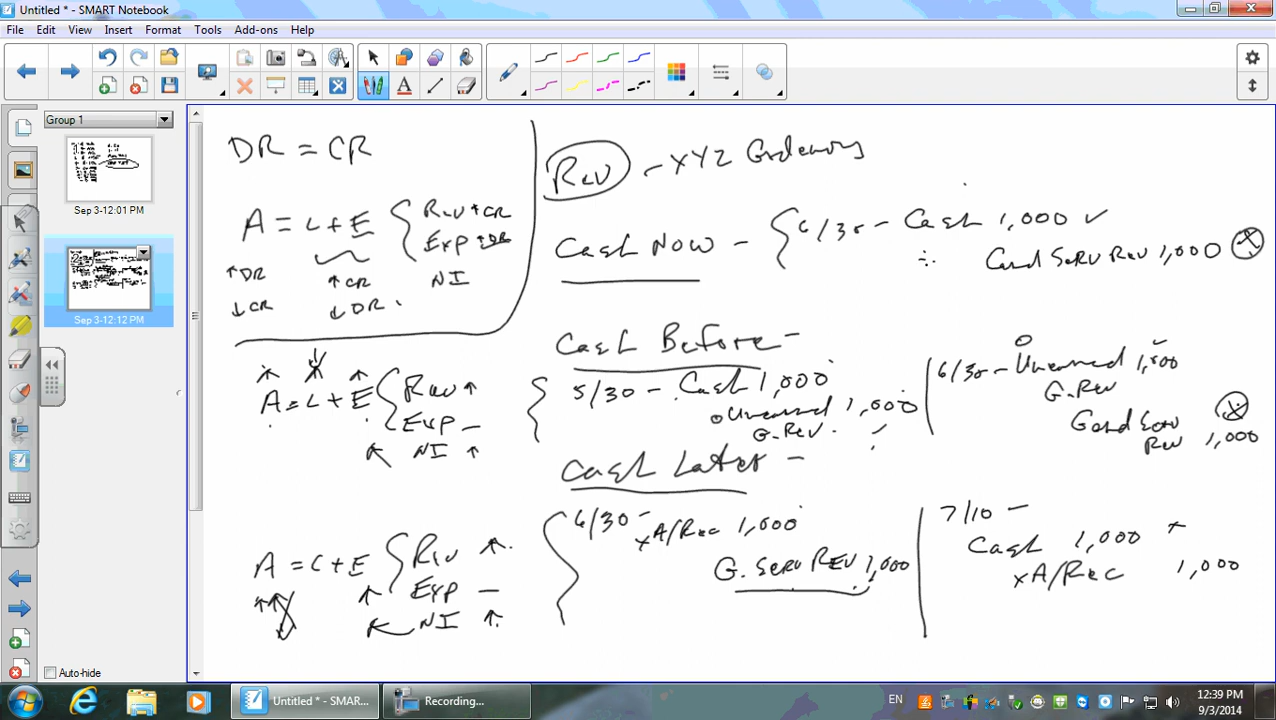 Untitled * - SMART Notebook
File Edit View Insert Format Tools Add-ons Help
Group 1
Sep 3-12:01 PM
Sep 3-12:12 PM
Auto-hide
DR = CR
A = L + E { Rev ↑ CR
Exp ↑ DR
NI
↑ DR ↑ CR
↓ CR ↓ DR
Rev - XYZ Gardeners
Cash Now - { 6/30 - Cash 1,000 ✓
∴ Gard Serv Rev 1,000
Cash Before -
A = L + E { Rev ↑
Exp -
NI ↑
{ 5/30 - Cash 1,000
Unearned 1,000
G. Rev.
6/30 - Unearned 1,000
G. Rev
Gard Serv
Rev 1,000
Cash Later -
A = L + E { Rev ↑
Exp -
NI ↑
{ 6/30 -
xA/Rec 1,000
G. Serv Rev 1,000
7/10 -
Cash 1,000
xA/Rec 1,000
Untitled * - SMAR...
Recording...
EN
12:39 PM
9/3/2014